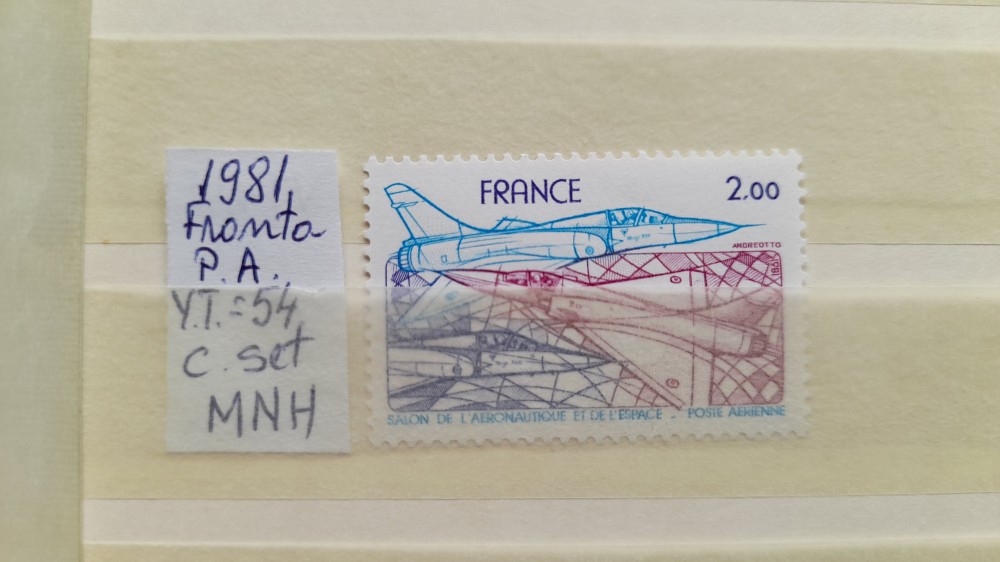 1981,
Franta
P.A.
Y.T.=54
c. set
MNH
FRANCE 2.00
ANDREOTTO
1981
SALON DE L'AERONAUTIQUE ET DE L'ESPACE - POSTE AERIENNE